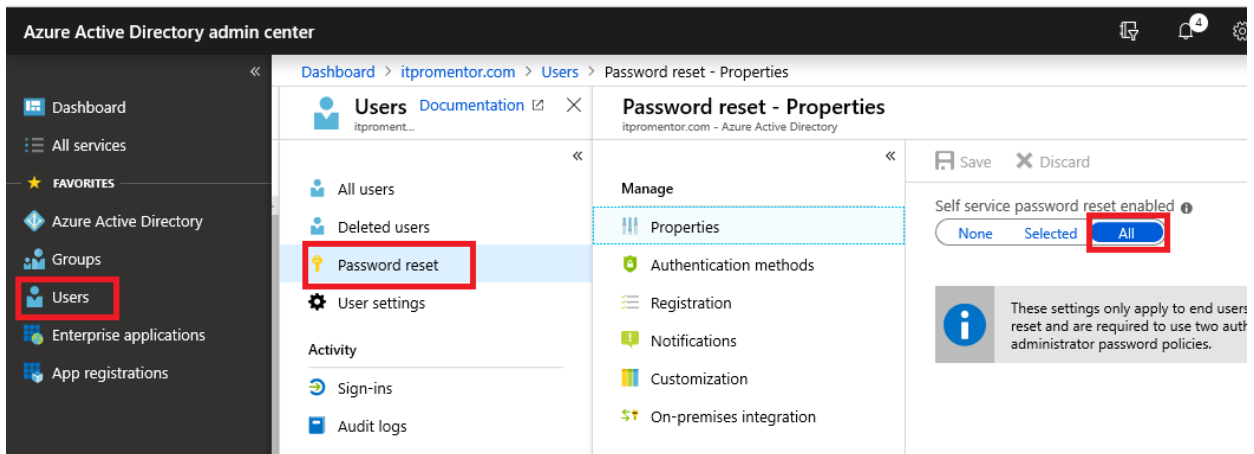 Azure Active Directory admin center
4
«
Dashboard
All services
FAVORITES
Azure Active Directory
Groups
Users
Enterprise applications
App registrations
Dashboard > itpromentor.com > Users > Password reset - Properties
Users Documentation
itproment...
«
All users
Deleted users
Password reset
User settings
Activity
Sign-ins
Audit logs
Password reset - Properties
itpromentor.com - Azure Active Directory
«
Manage
Properties
Authentication methods
Registration
Notifications
Customization
On-premises integration
Save Discard
Self service password reset enabled
None Selected All
These settings only apply to end users
reset and are required to use two auth
administrator password policies.